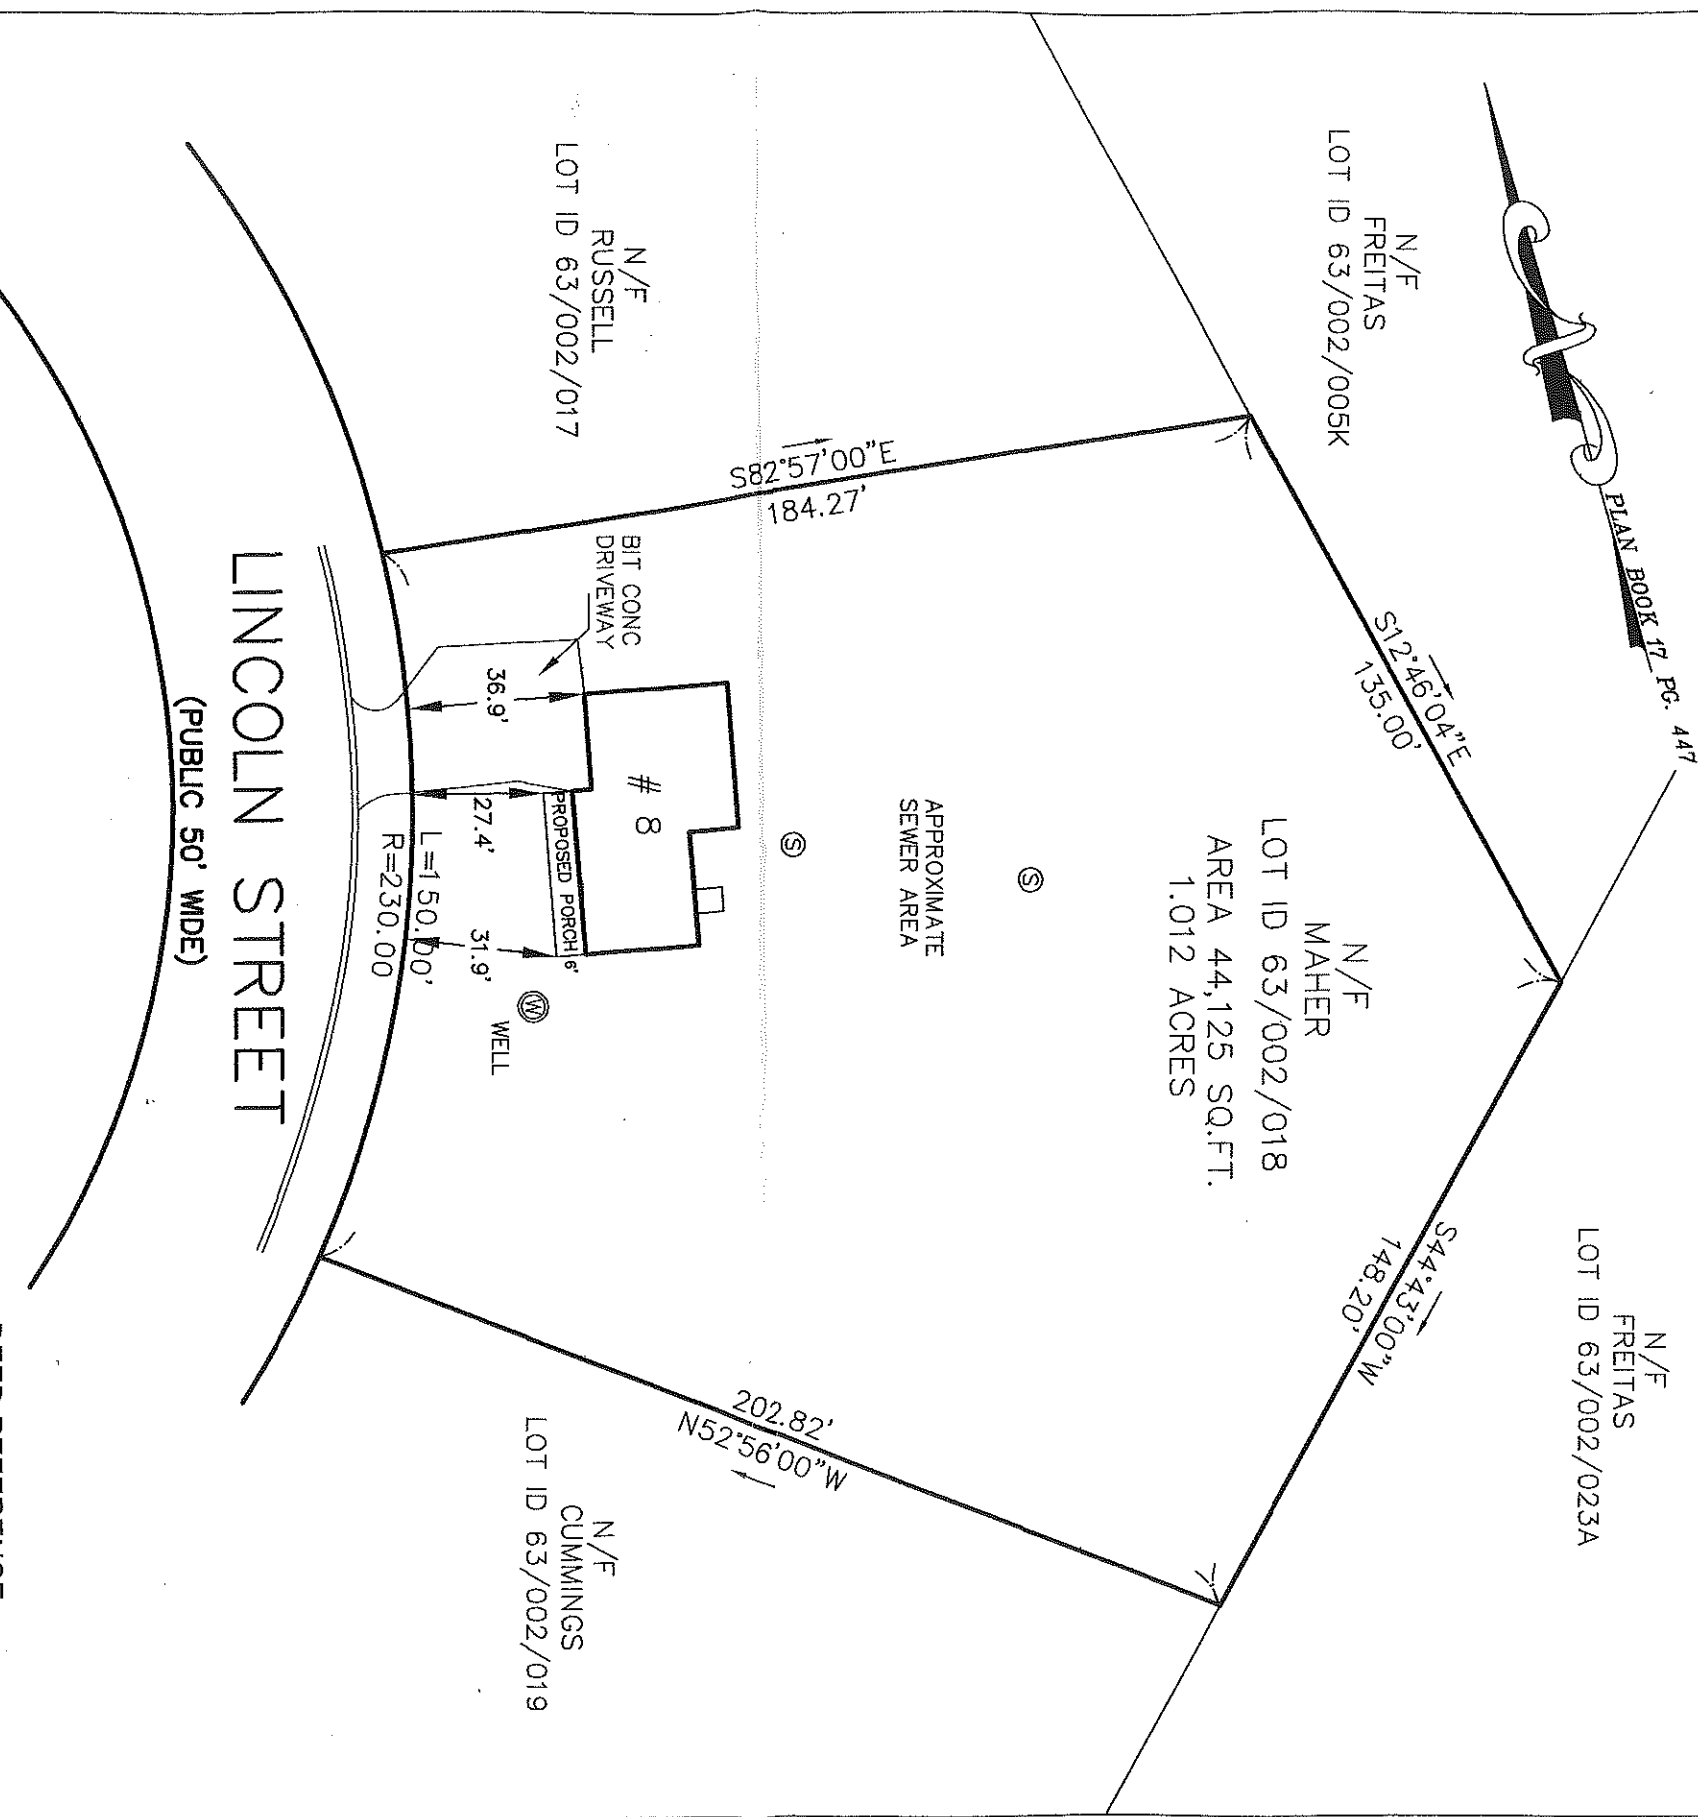 PLAN BOOK 17 PG. 447
N/F
FREITAS
LOT ID 63/002/005K
N/F
FREITAS
LOT ID 63/002/023A
S12°46'04"E
135.00'
S44°43'00"W
148.20'
N/F
MAHER
LOT ID 63/002/018
AREA 44,125 SQ.FT.
1.012 ACRES
S
APPROXIMATE
SEWER AREA
S
S82°57'00"E
184.27'
202.82'
N52°56'00"W
N/F
RUSSELL
LOT ID 63/002/017
N/F
CUMMINGS
LOT ID 63/002/019
BIT CONC
DRIVEWAY
# 8
PROPOSED PORCH 6'
36.9'
27.4'
31.9'
W
WELL
L=150.00'
R=230.00
LINCOLN STREET
(PUBLIC 50' WIDE)